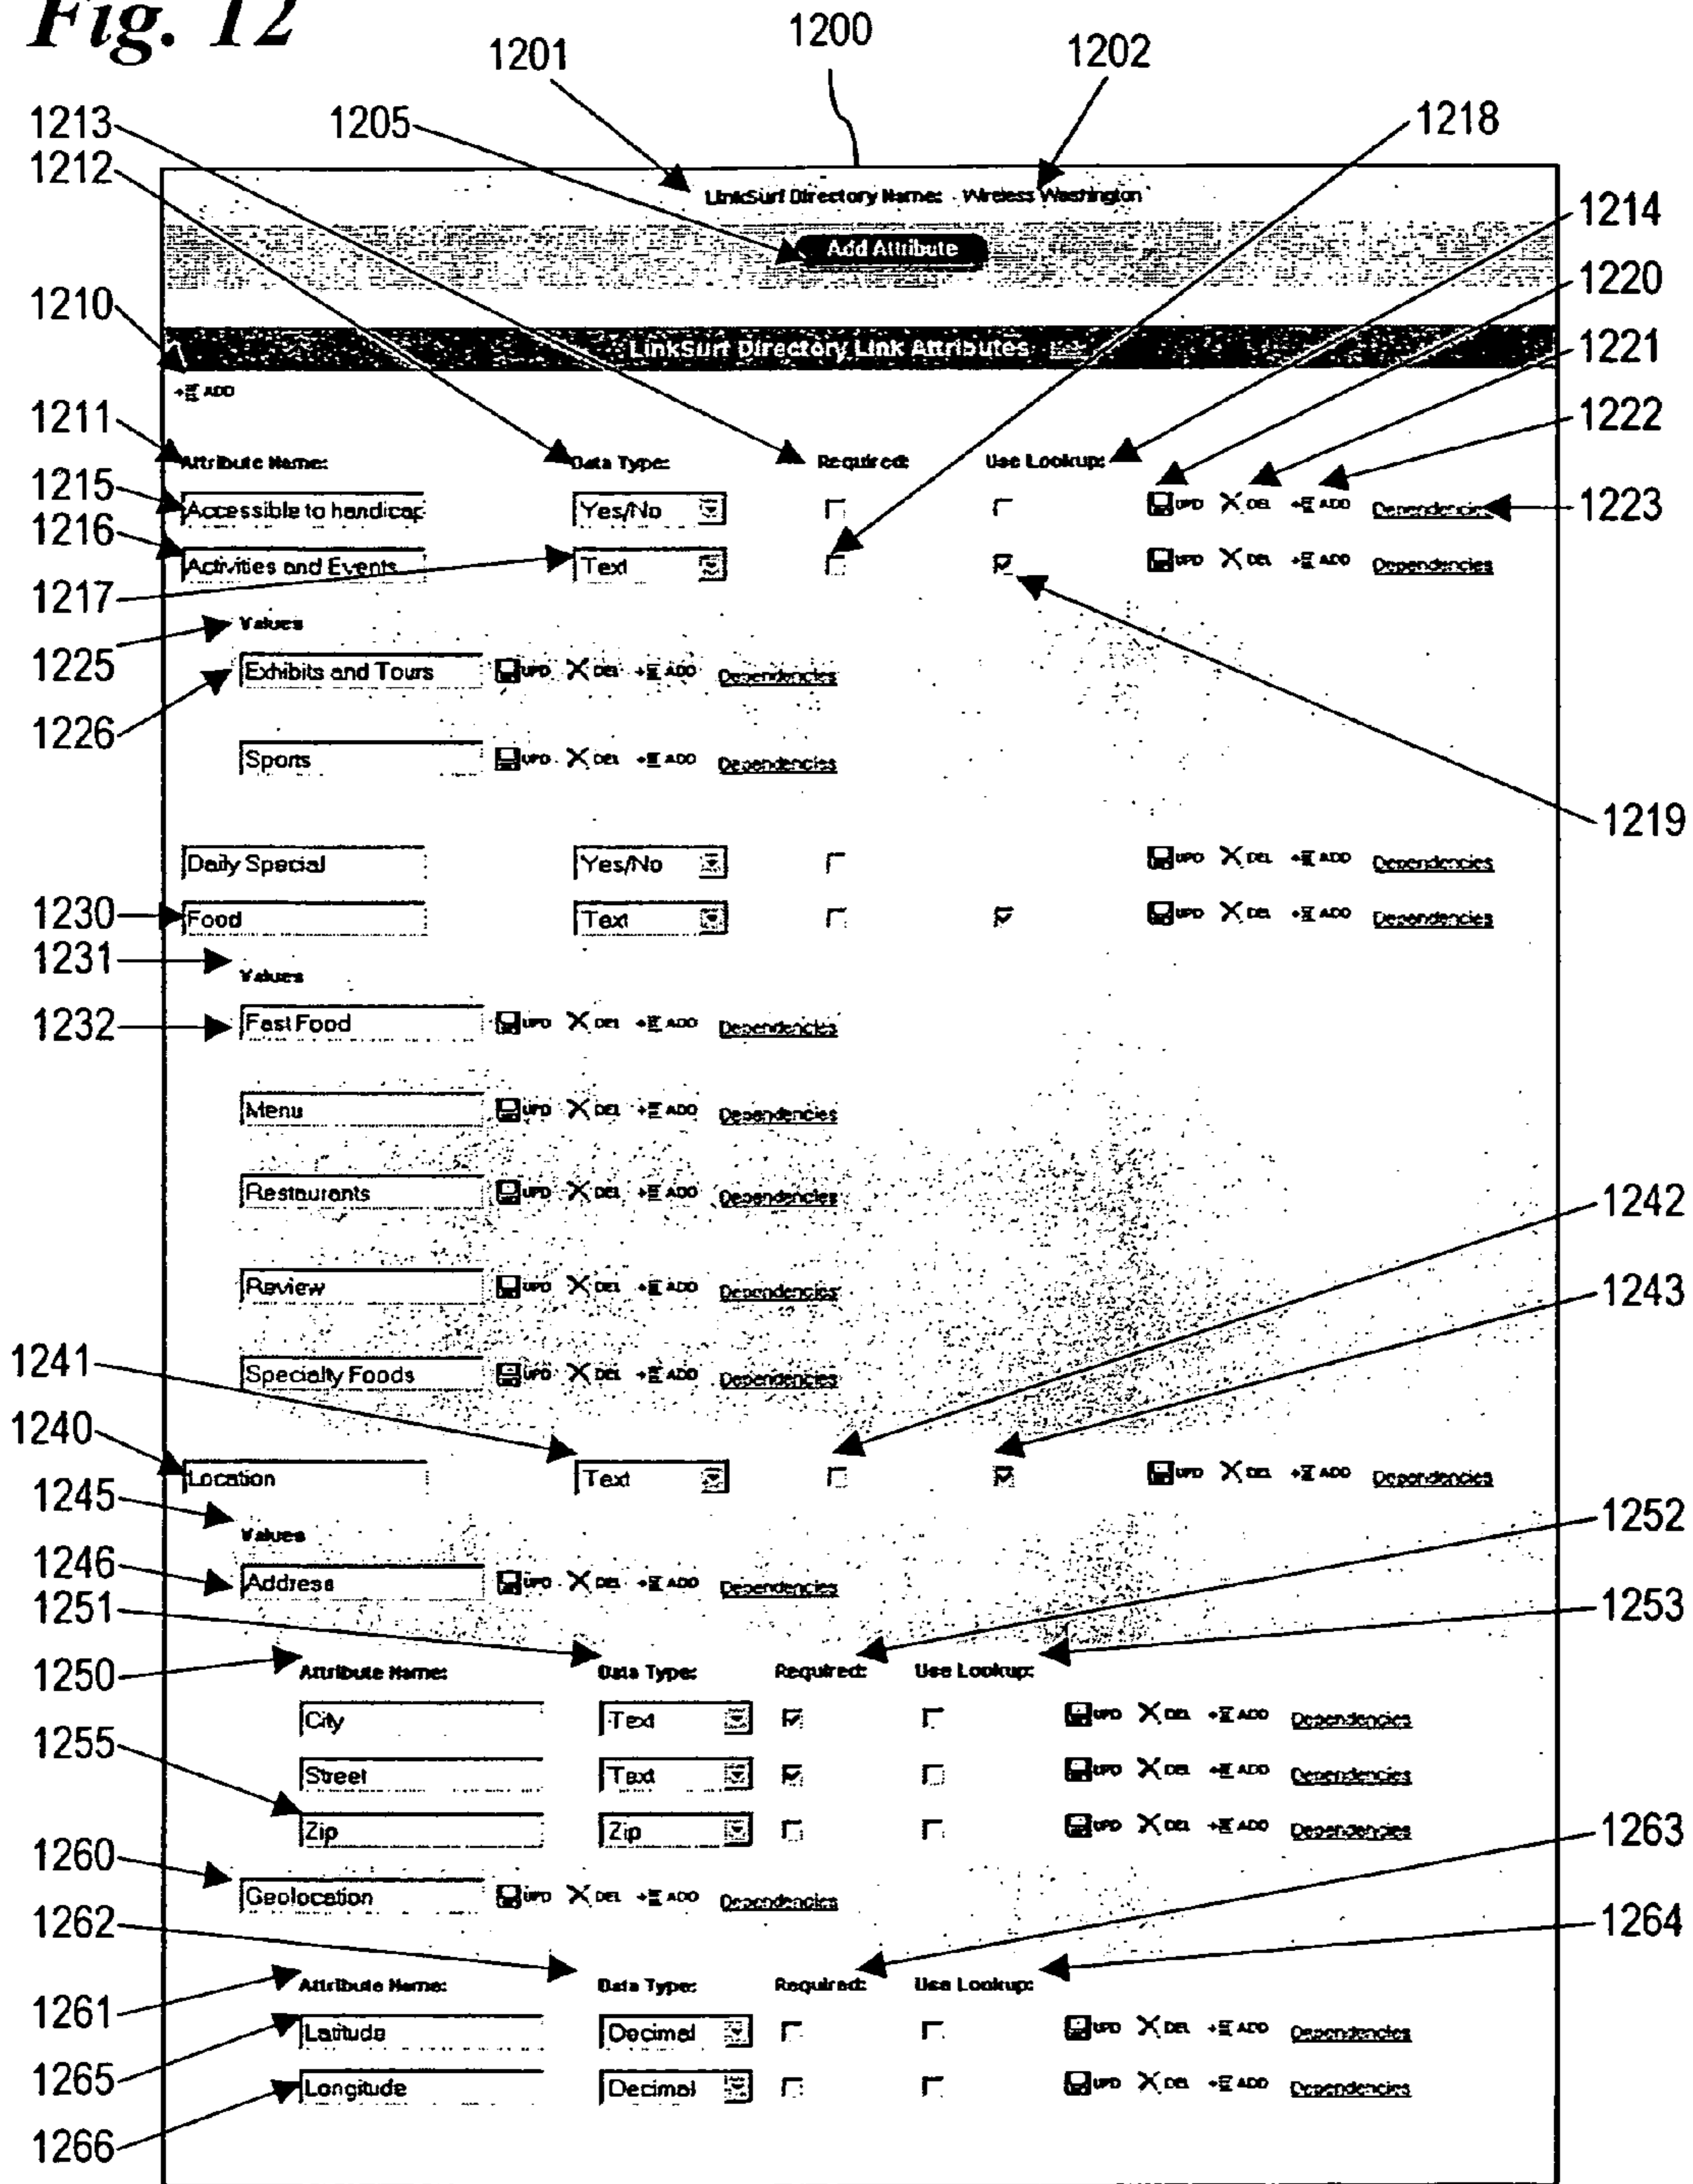 Fig. 12
1200
1201
1202
1213
1205
1218
1212
LinkSurf Directory Name: Wireless Washington
1214
Add Attribute
1220
1210
LinkSurf Directory Link Attributes
1221
+ ADD
1222
1211
Attribute Name: Data Type: Required: Use Lookup:
1215
Accessible to handicap Yes/No UPD DEL + ADD Dependencies
1223
1216
Activities and Events Text UPD DEL + ADD Dependencies
1217
Values
1225
Exhibits and Tours UPD DEL + ADD Dependencies
1226
Sports UPD DEL + ADD Dependencies
1219
Daily Special Yes/No UPD DEL + ADD Dependencies
1230
Food Text UPD DEL + ADD Dependencies
1231
Values
1232
Fast Food UPD DEL + ADD Dependencies
Menu UPD DEL + ADD Dependencies
Restaurants UPD DEL + ADD Dependencies
1242
Review UPD DEL + ADD Dependencies
1243
1241
Specialty Foods UPD DEL + ADD Dependencies
1240
Location Text UPD DEL + ADD Dependencies
1245
1252
Values
1246
Address UPD DEL + ADD Dependencies
1251
1253
1250
Attribute Name: Data Type: Required: Use Lookup:
City Text UPD DEL + ADD Dependencies
1255
Street Text UPD DEL + ADD Dependencies
Zip Zip UPD DEL + ADD Dependencies
1263
1260
Geolocation UPD DEL + ADD Dependencies
1262
1264
Attribute Name: Data Type: Required: Use Lookup:
1261
Latitude Decimal UPD DEL + ADD Dependencies
1265
Longitude Decimal UPD DEL + ADD Dependencies
1266